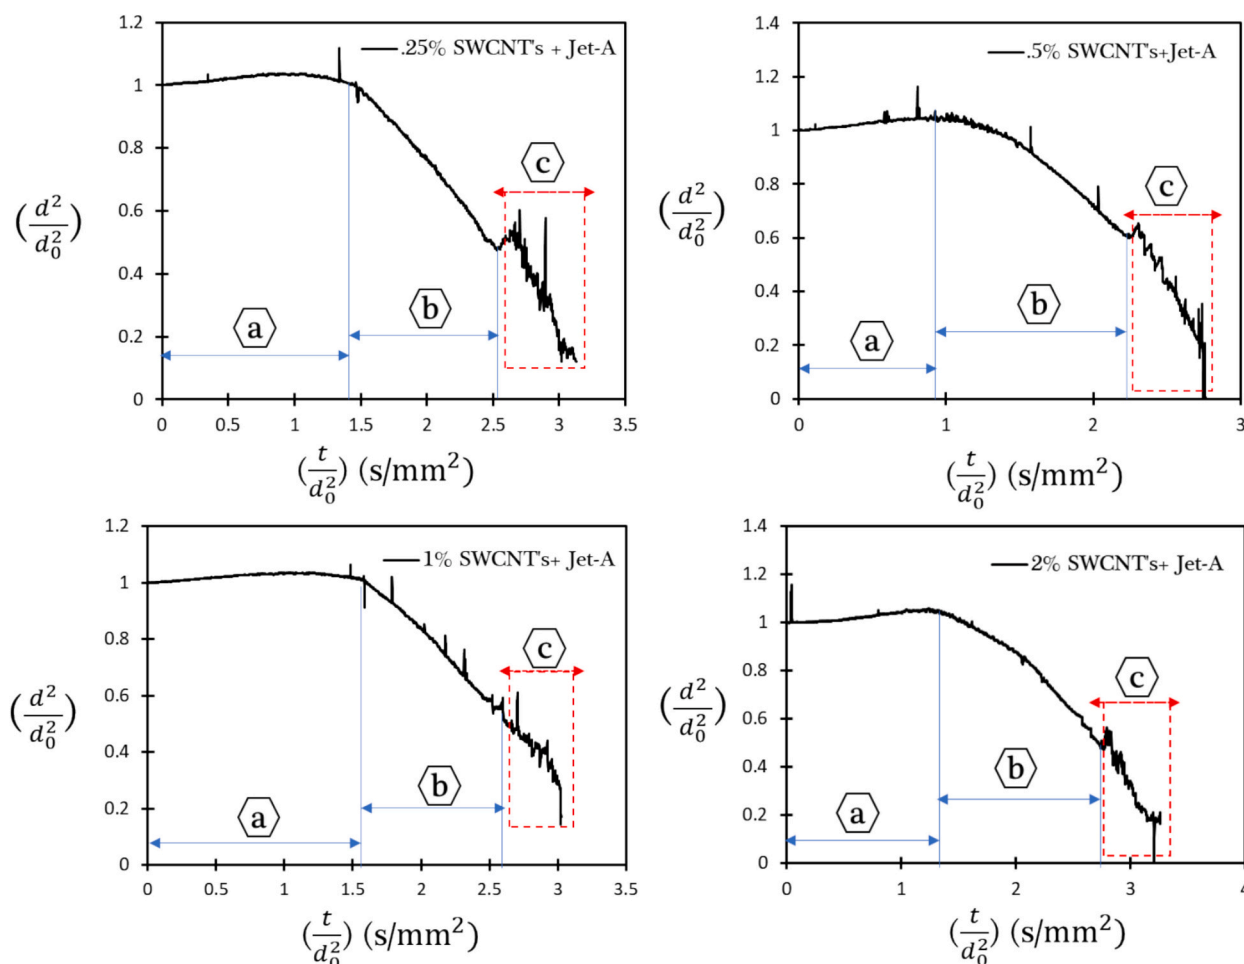 1.2
1
0.8
0.6
0.4
0.2
0
.25% SWCNT's + Jet-A
a
b
c
0 0.5 1 1.5 2 2.5 3 3.5
(d²/d₀²)
(t/d₀²) (s/mm²)
1.4
1.2
1
0.8
0.6
0.4
0.2
0
.5% SWCNT's+Jet-A
a
b
c
0 1 2 3
(d²/d₀²)
(t/d₀²) (s/mm²)
1.2
1
0.8
0.6
0.4
0.2
0
1% SWCNT's+ Jet-A
a
b
c
0 0.5 1 1.5 2 2.5 3 3.5
(d²/d₀²)
(t/d₀²) (s/mm²)
1.4
1.2
1
0.8
0.6
0.4
0.2
0
2% SWCNT's+ Jet-A
a
b
c
0 1 2 3 4
(d²/d₀²)
(t/d₀²) (s/mm²)